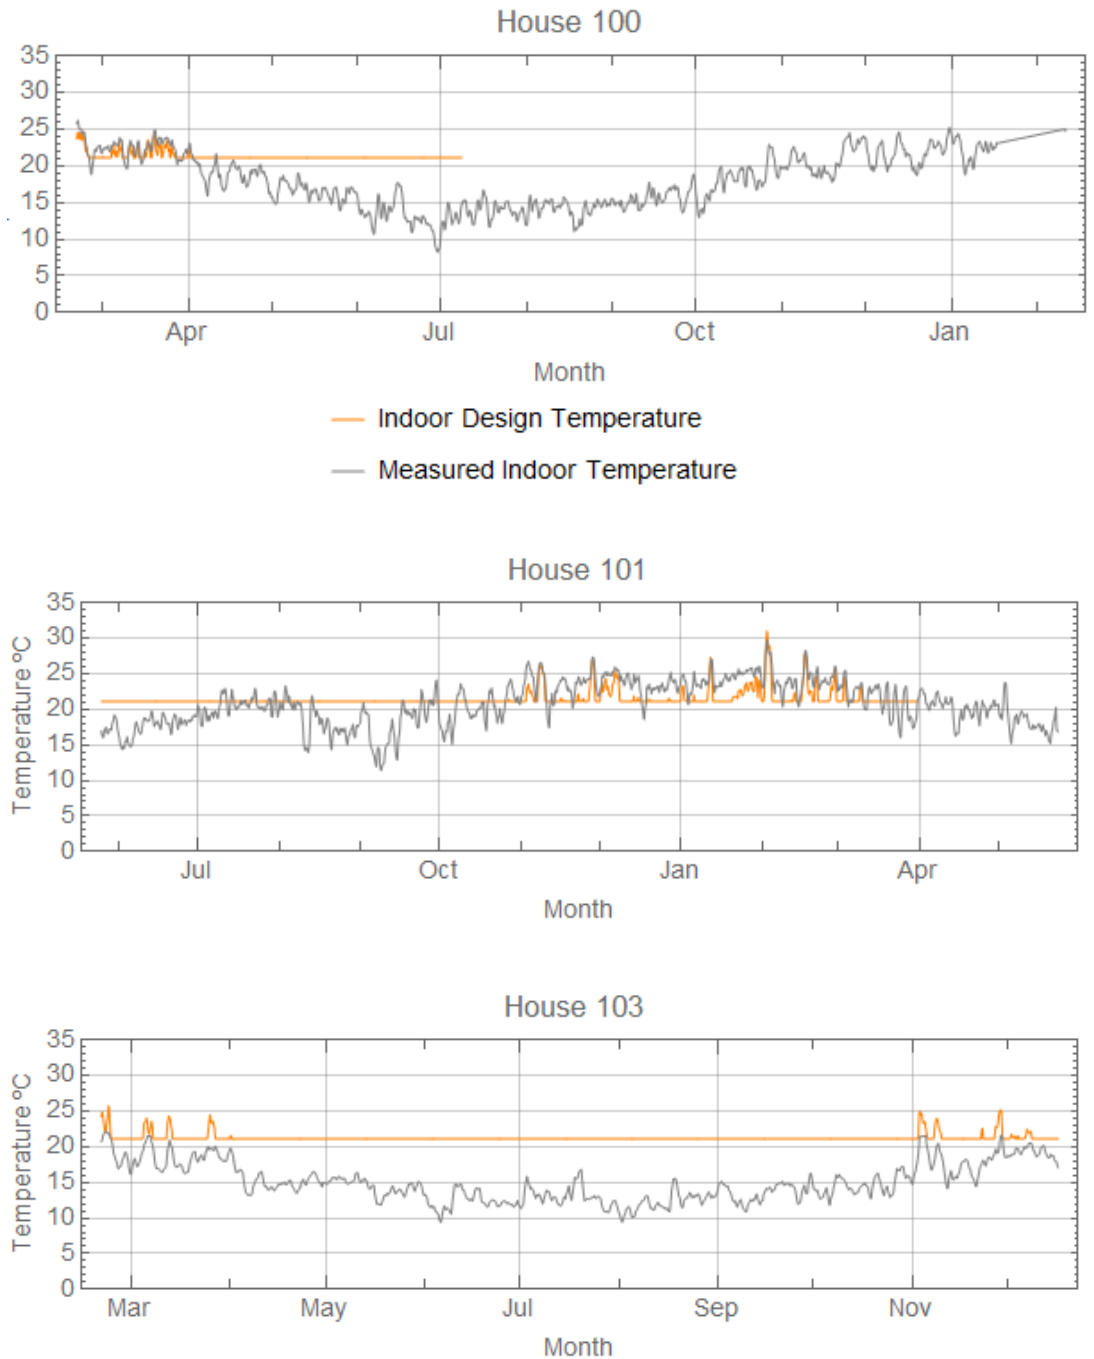 House 100
35
30
25
20
15
10
5
0
Apr Jul Oct Jan
Month
Indoor Design Temperature
Measured Indoor Temperature
House 101
Temperature ºC
35
30
25
20
15
10
5
0
Jul Oct Jan Apr
Month
House 103
Temperature ºC
35
30
25
20
15
10
5
0
Mar May Jul Sep Nov
Month